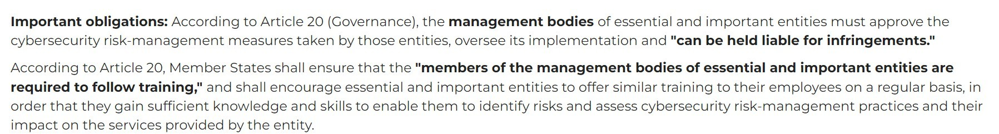 Important obligations: According to Article 20 (Governance), the management bodies of essential and important entities must approve the
cybersecurity risk-management measures taken by those entities, oversee its implementation and "can be held liable for infringements."
According to Article 20, Member States shall ensure that the "members of the management bodies of essential and important entities are
required to follow training," and shall encourage essential and important entities to offer similar training to their employees on a regular basis, in
order that they gain sufficient knowledge and skills to enable them to identify risks and assess cybersecurity risk-management practices and their
impact on the services provided by the entity.